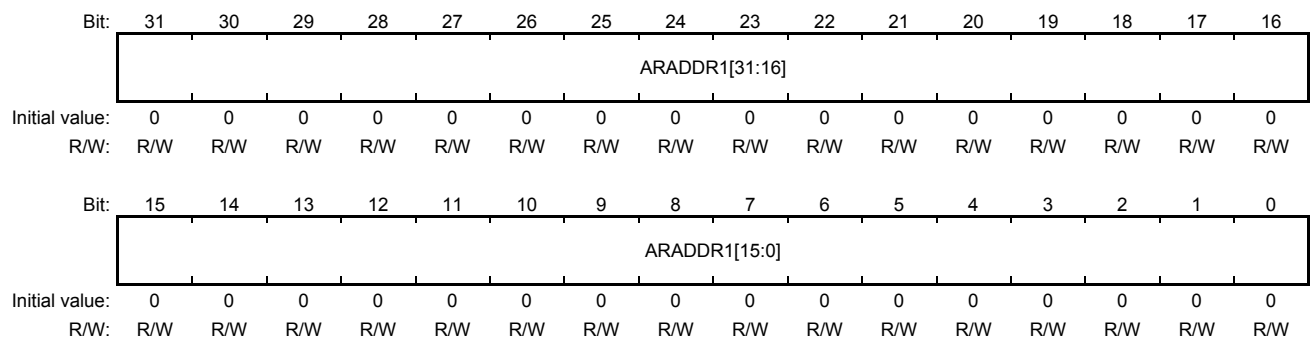 Bit: 31 30 29 28 27 26 25 24 23 22 21 20 19 18 17 16
ARADDR1[31:16]
Initial value: 0 0 0 0 0 0 0 0 0 0 0 0 0 0 0 0
R/W: R/W R/W R/W R/W R/W R/W R/W R/W R/W R/W R/W R/W R/W R/W R/W R/W
Bit: 15 14 13 12 11 10 9 8 7 6 5 4 3 2 1 0
ARADDR1[15:0]
Initial value: 0 0 0 0 0 0 0 0 0 0 0 0 0 0 0 0
R/W: R/W R/W R/W R/W R/W R/W R/W R/W R/W R/W R/W R/W R/W R/W R/W R/W